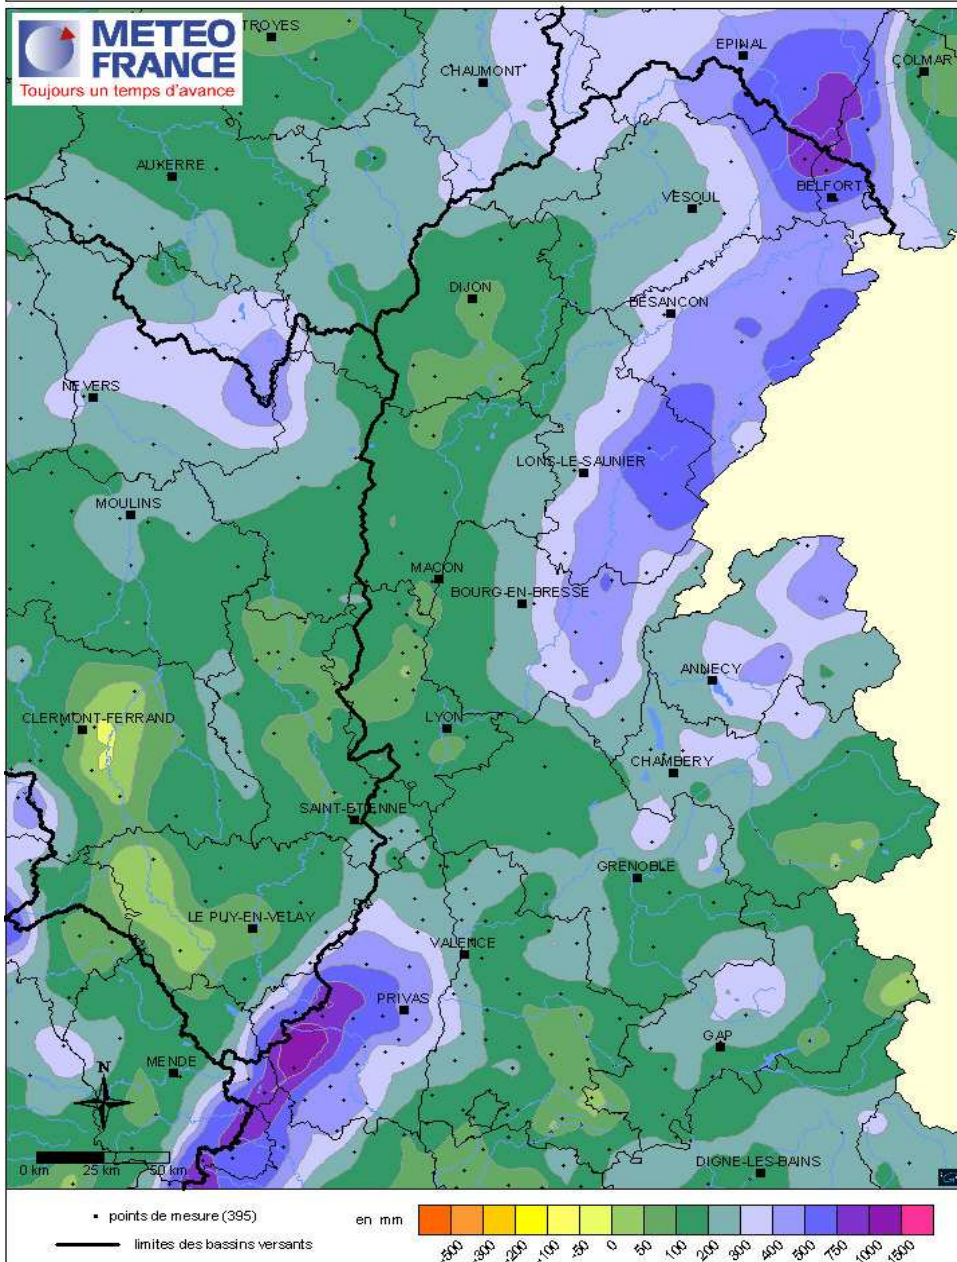 METEO
FRANCE
Toujours un temps d'avance
TROYES
EPINAL
COLMAR
CHAUMONT
AUXERRE
BELFORT
VESOUL
DIJON
BESANCON
NEVERS
LONS-LE-SAUNIER
MOULINS
MACON
BOURG-EN-BRESSE
ANNECY
CLERMONT-FERRAND
LYON
CHAMBERY
SAINT-ETIENNE
GRENOBLE
LE PUY-EN-VELAY
VALENCE
PRIVAS
GAP
MENDE
N
0 km 25 km 50 km
DIGNE-LES-BAINS
points de mesure (395)
limites des bassins versants
en mm
-500 -300 -200 -100 -50 0 50 100 200 300 400 500 750 1000 1500